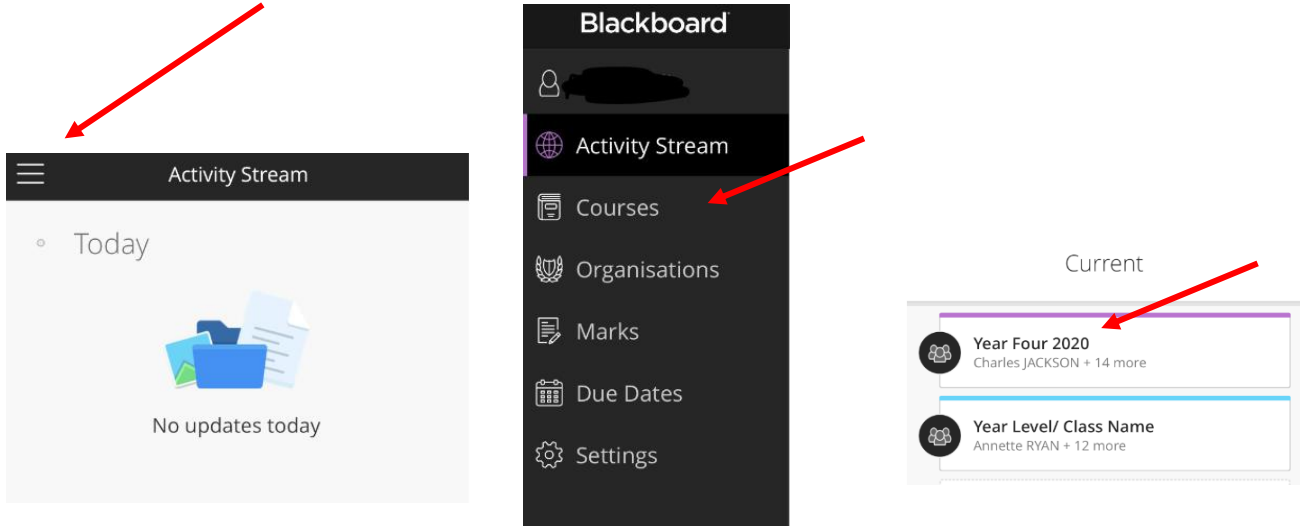 Activity Stream
Today
No updates today
Blackboard
Activity Stream
Courses
Organisations
Marks
Due Dates
Settings
Current
Year Four 2020
Charles JACKSON + 14 more
Year Level/ Class Name
Annette RYAN + 12 more